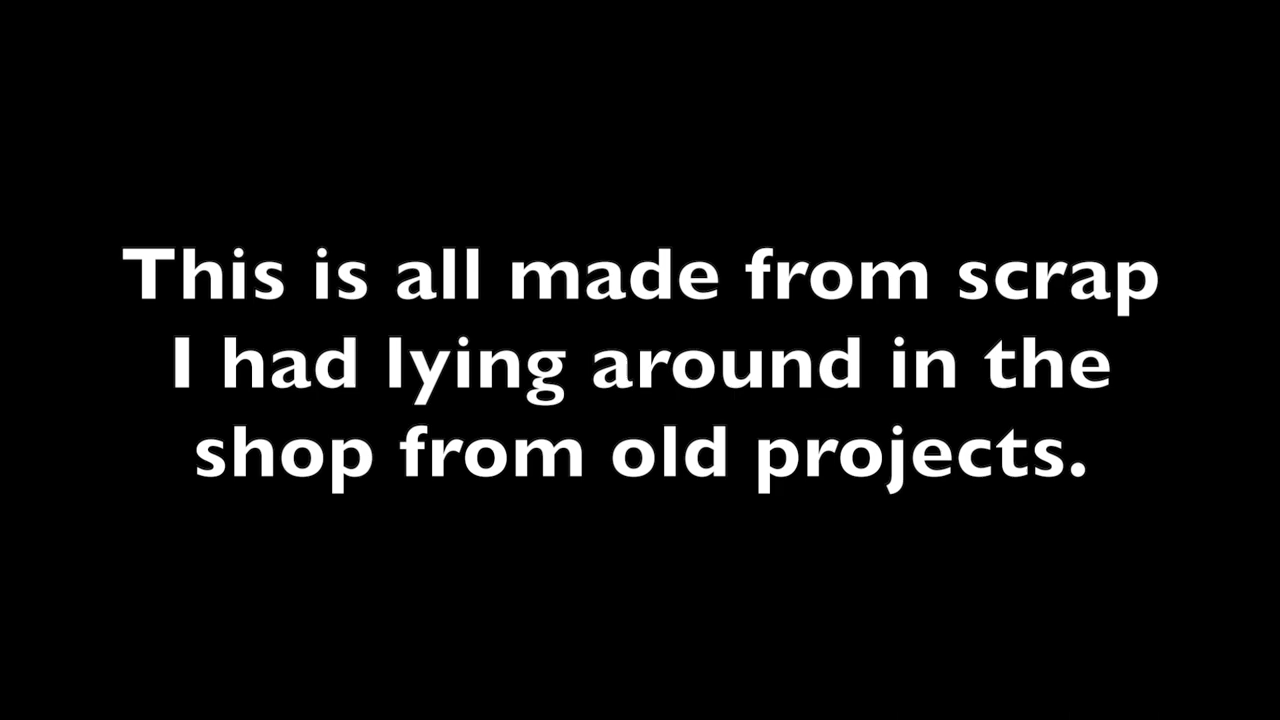 This is all made from scrap
I had lying around in the
shop from old projects.